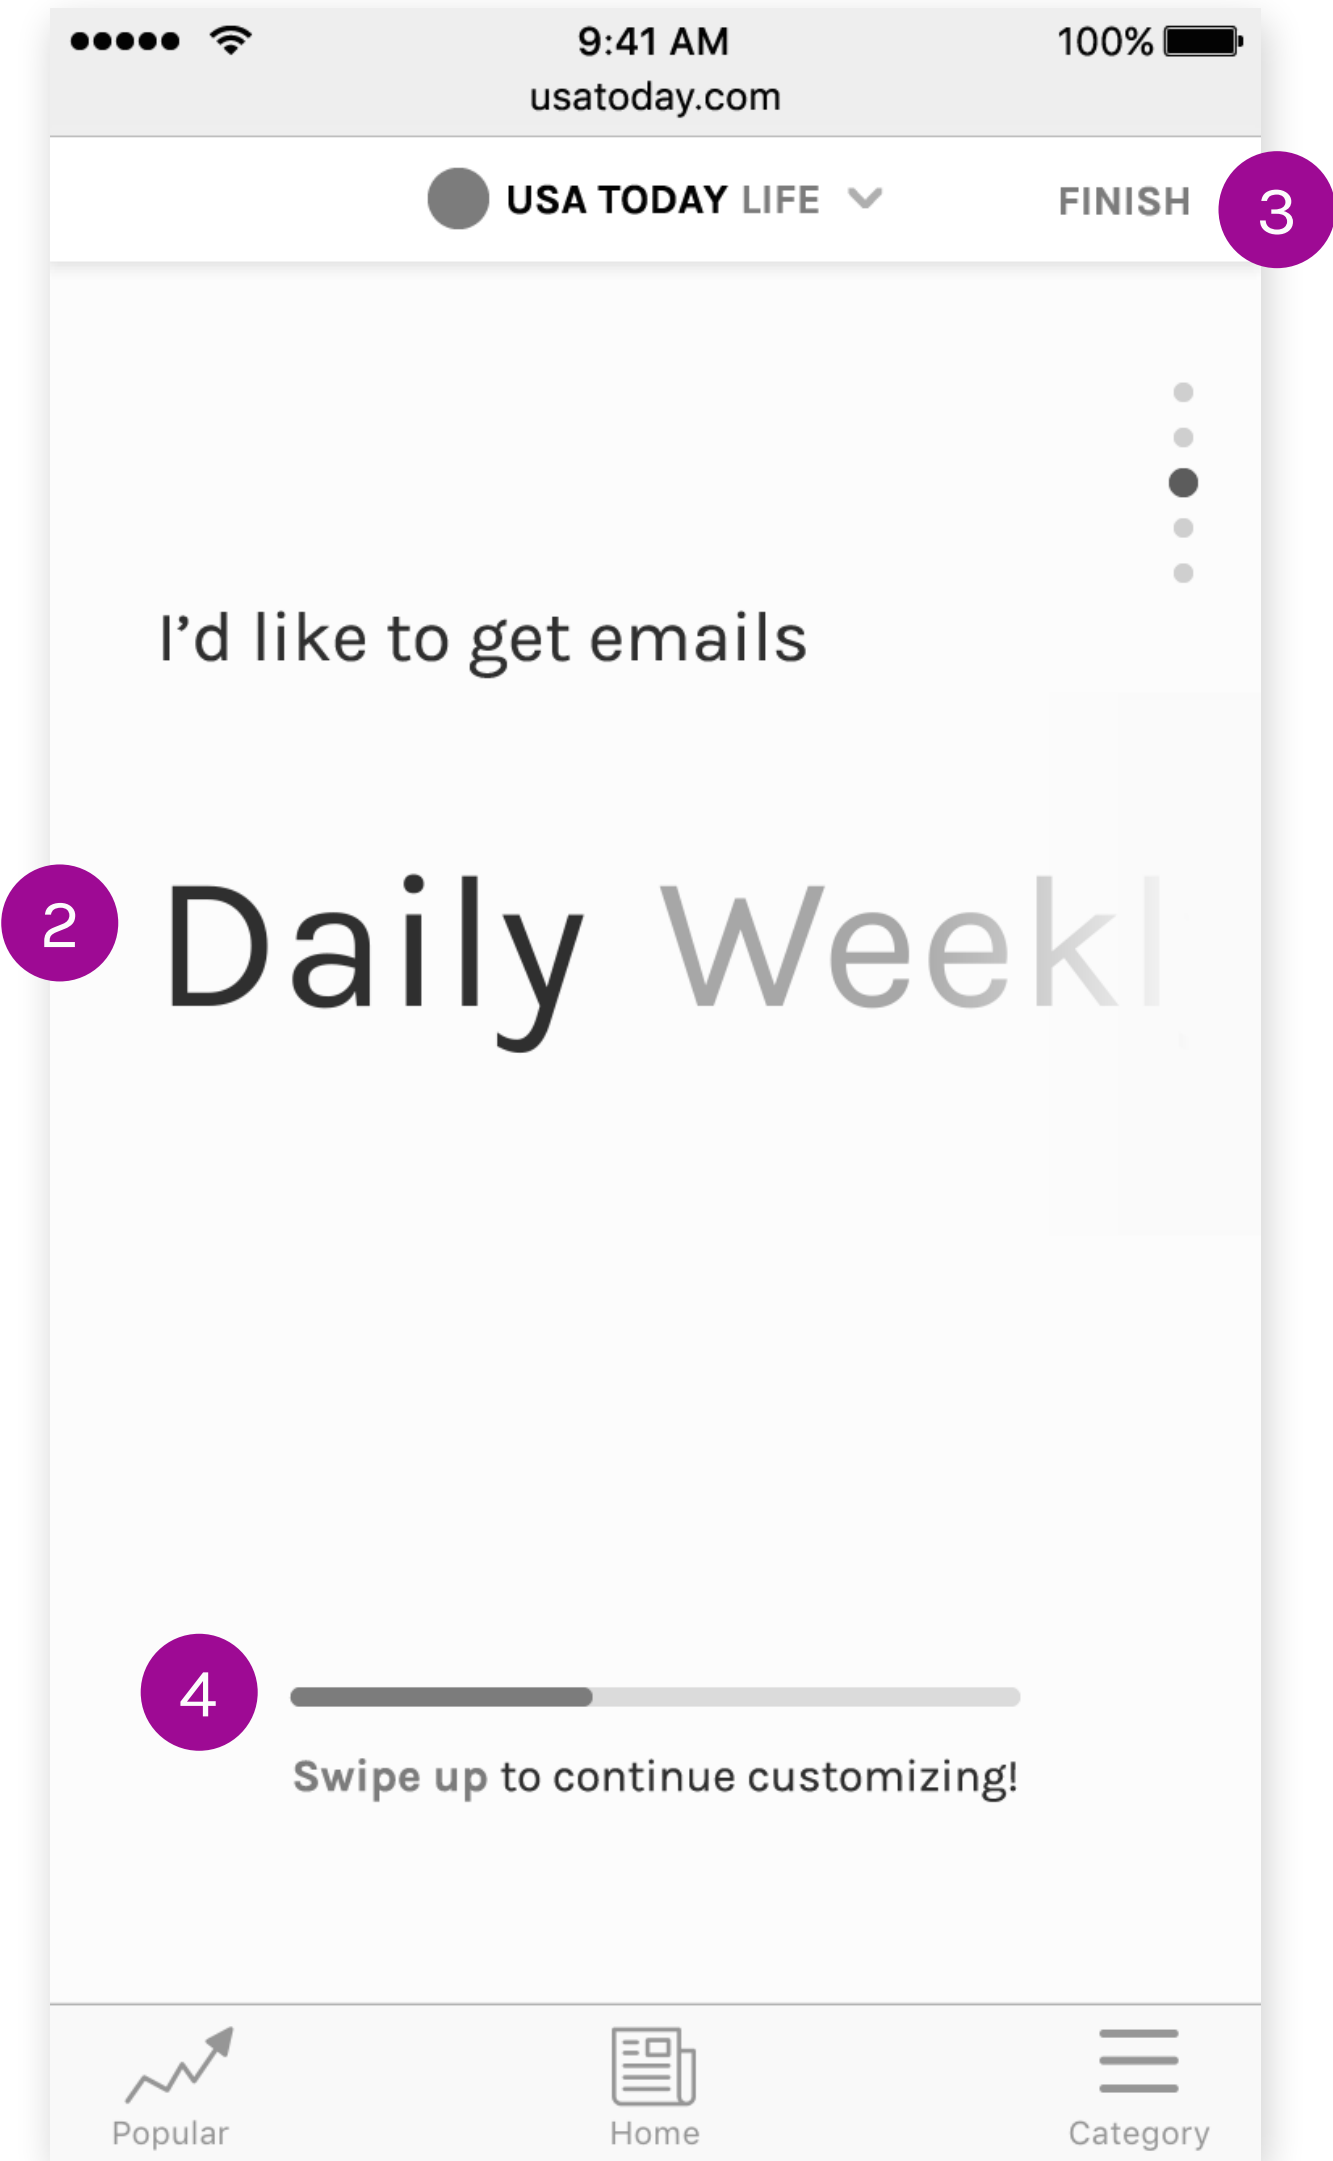 9:41 AM 100%
usatoday.com
USA TODAY LIFE FINISH 3
I’d like to get emails
2 Daily Weekl
4
Swipe up to continue customizing!
Popular Home Category